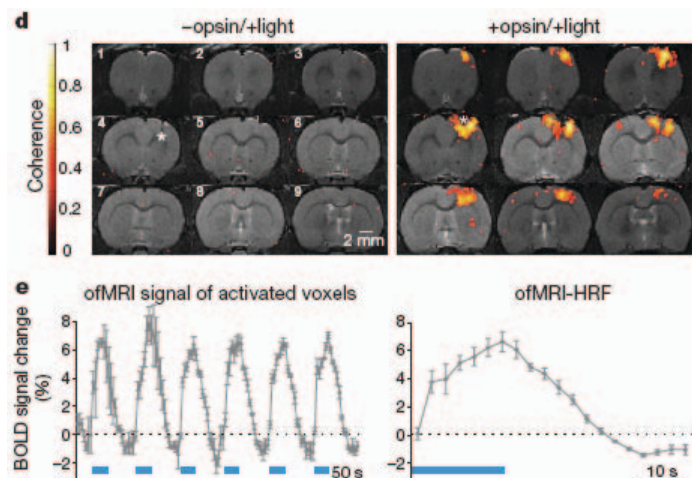 d
−opsin/+light
+opsin/+light
Coherence
1
0.8
0.6
0.4
0.2
0
1
2
3
4
*
5
6
7
8
9
2 mm
*
e
ofMRI signal of activated voxels
ofMRI-HRF
BOLD signal change
(%)
8
6
4
2
0
−2
50 s
8
6
4
2
0
−2
10 s